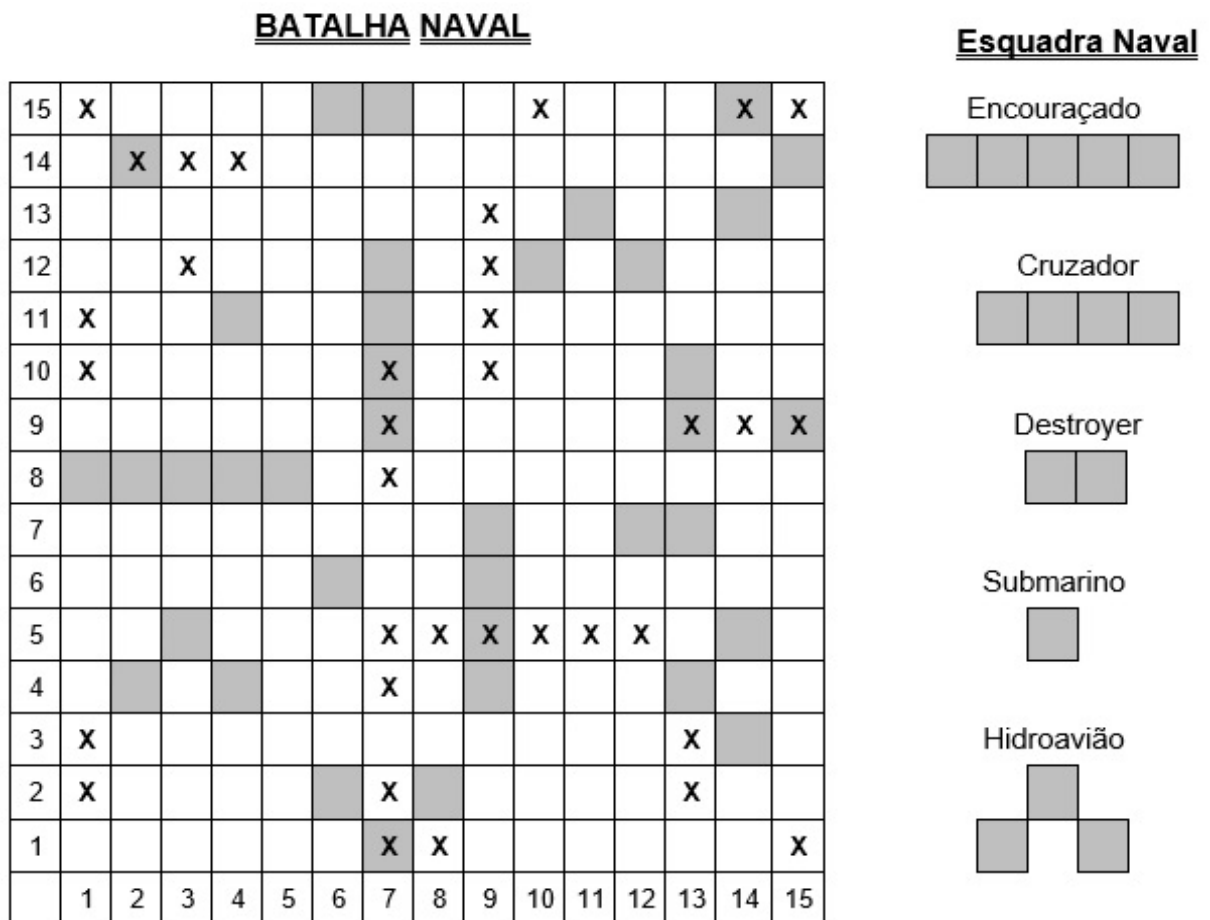 BATALHA NAVAL
Esquadra Naval
15 X X X X
14 X X X
13 X
12 X X
11 X X
10 X X X
9 X X X X
8 X
7
6
5 X X X X X X
4 X
3 X X
2 X X X
1 X X X
1 2 3 4 5 6 7 8 9 10 11 12 13 14 15
Encouraçado
Cruzador
Destroyer
Submarino
Hidroavião